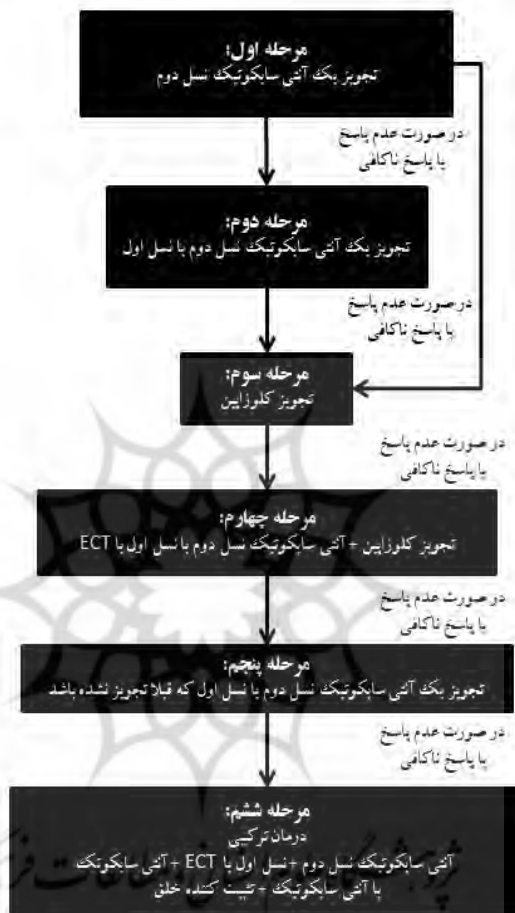 مرحله اول:
تجویز یک آنتی سایکوتیک نسل دوم
در صورت عدم پاسخ
یا پاسخ ناکافی
مرحله دوم:
تجویز یک آنتی سایکوتیک نسل دوم یا نسل اول
در صورت عدم پاسخ
یا پاسخ ناکافی
مرحله سوم:
تجویز کلوزاپین
در صورت عدم پاسخ
یا پاسخ ناکافی
مرحله چهارم:
تجویز کلوزاپین + آنتی سایکوتیک نسل دوم یا نسل اول یا ECT
در صورت عدم پاسخ
یا پاسخ ناکافی
مرحله پنجم:
تجویز یک آنتی سایکوتیک نسل دوم یا نسل اول که قبلا تجویز نشده باشد
در صورت عدم پاسخ
یا پاسخ ناکافی
مرحله ششم:
درمان ترکیبی
آنتی سایکوتیک نسل دوم + نسل اول یا ECT + آنتی سایکوتیک
یا آنتی سایکوتیک + تثبیت کننده خلق